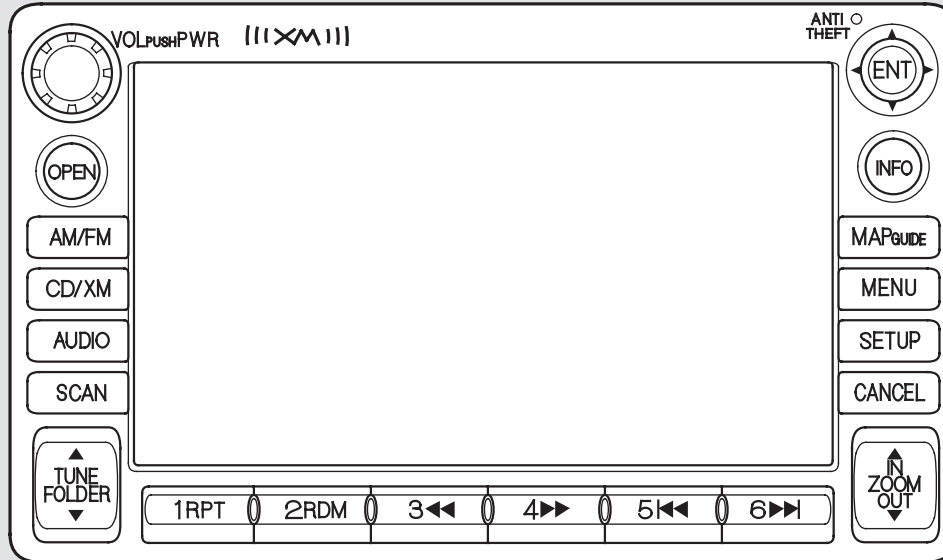 VOL PUSH PWR
XM
ANTI
THEFT
ENT
OPEN
INFO
AM/FM
MAP GUIDE
CD/XM
MENU
AUDIO
SETUP
SCAN
CANCEL
TUNE
FOLDER
IN
ZOOM
OUT
1RPT
2RDM
3◀◀
4▶▶
5|◀◀
6▶▶|